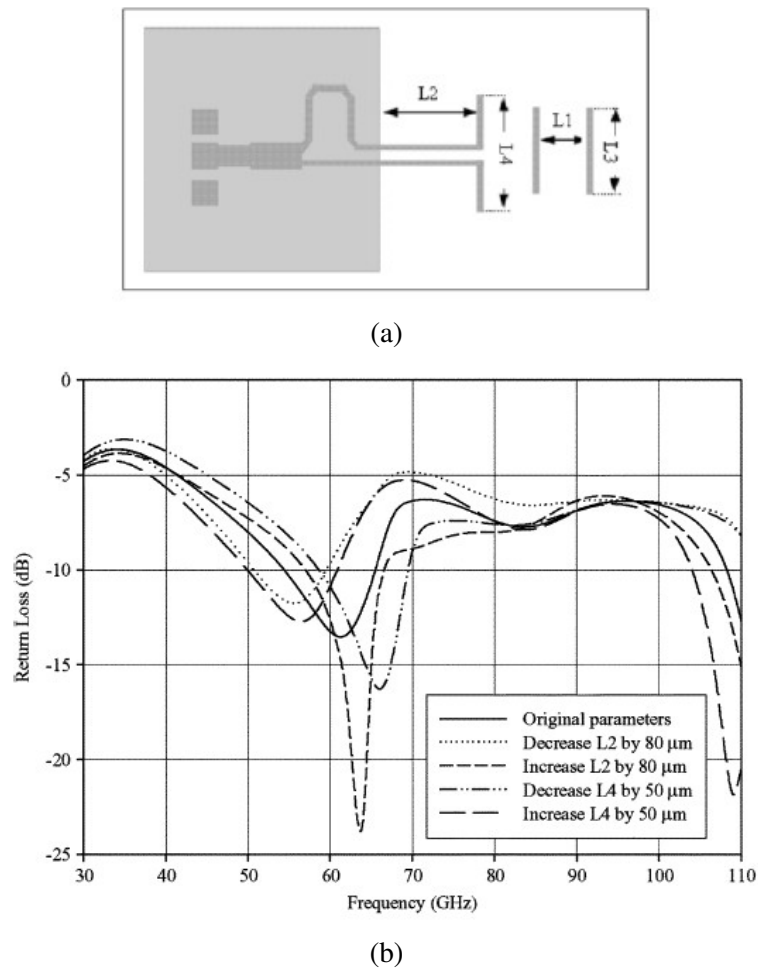 L2
L4
L1
L3
(a)
0
-5
-10
-15
-20
-25
Return Loss (dB)
30 40 50 60 70 80 90 100 110
Frequency (GHz)
Original parameters
Decrease L2 by 80 μm
Increase L2 by 80 μm
Decrease L4 by 50 μm
Increase L4 by 50 μm
(b)